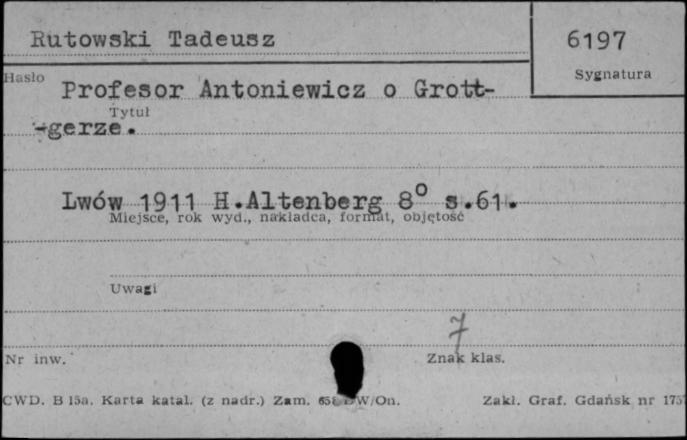 Rutowski Tadeusz
6197
Hasło
Sygnatura
Profesor Antoniewicz o Grott-
Tytuł
-gerze.
Lwów 1911 H.Altenberg 8° s.61.
Miejsce, rok wyd., nakładca, format, objętość
Uwagi
7
Nr inw.
Znak klas.
CWD. B 15a. Karta katal. (z nadr.) Zam. Zakł. Graf. Gdańsk nr